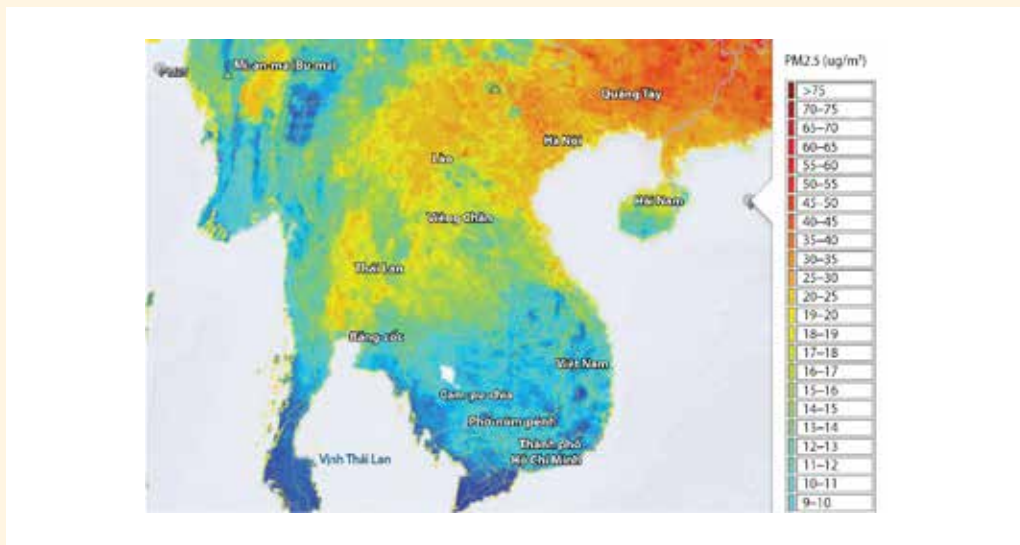 Mi-an-ma (Bu-ma)
PM2.5 (ug/m³)
Quảng Tây
Hà Nội
Lào
Hải Nam
Viêng Chăn
Thái Lan
Băng-cốc
Việt Nam
Cam-pu-chia
Phôi-nôm-pênh
Thành phố
Hồ Chí Minh
Vịnh Thái Lan
>75
70–75
65–70
60–65
55–60
50–55
45–50
40–45
35–40
30–35
25–30
20–25
19–20
18–19
17–18
16–17
15–16
14–15
13–14
12–13
11–12
10–11
9–10